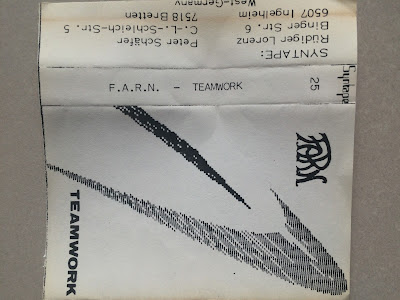 SYNTAPE:
Rüdiger Lorenz
Binger Str. 6
6507 Ingelheim
Peter Schäfer
C.-L.-Schleich-Str. 5
7518 Bretten
West-Germany
F.A.R.N. - TEAMWORK
25
Syntape
FARN
TEAMWORK